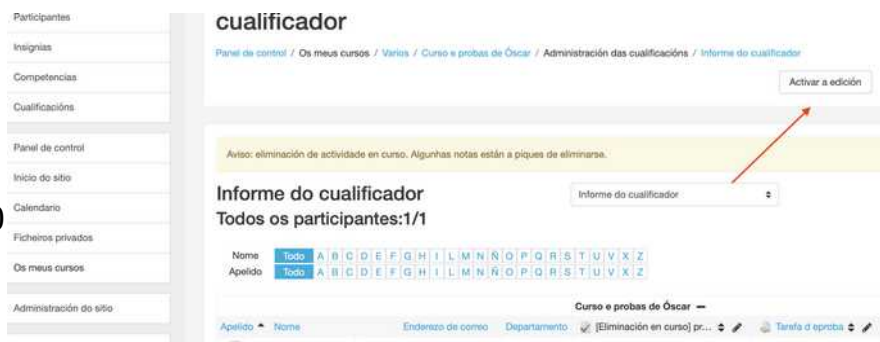 Participantes
Insignias
Competencias
Cualificacións
Panel de control
Inicio do sitio
Calendario
Ficheiros privados
Os meus cursos
Administración do sitio
cualificador
Panel de control / Os meus cursos / Varios / Curso e probas de Óscar / Administración das cualificacións / Informe do cualificador
Activar a edición
Aviso: eliminación de actividade en curso. Algunhas notas están a piques de eliminarse.
Informe do cualificador
Informe do cualificador
Todos os participantes:1/1
Nome Todo A B C D E F G H I L M N Ñ O P Q R S T U V X Z
Apelido Todo A B C D E F G H I L M N Ñ O P Q R S T U V X Z
Curso e probas de Óscar
Apelido Nome Enderezo de correo Departamento [Eliminación en curso] pr... Tarefa d eproba